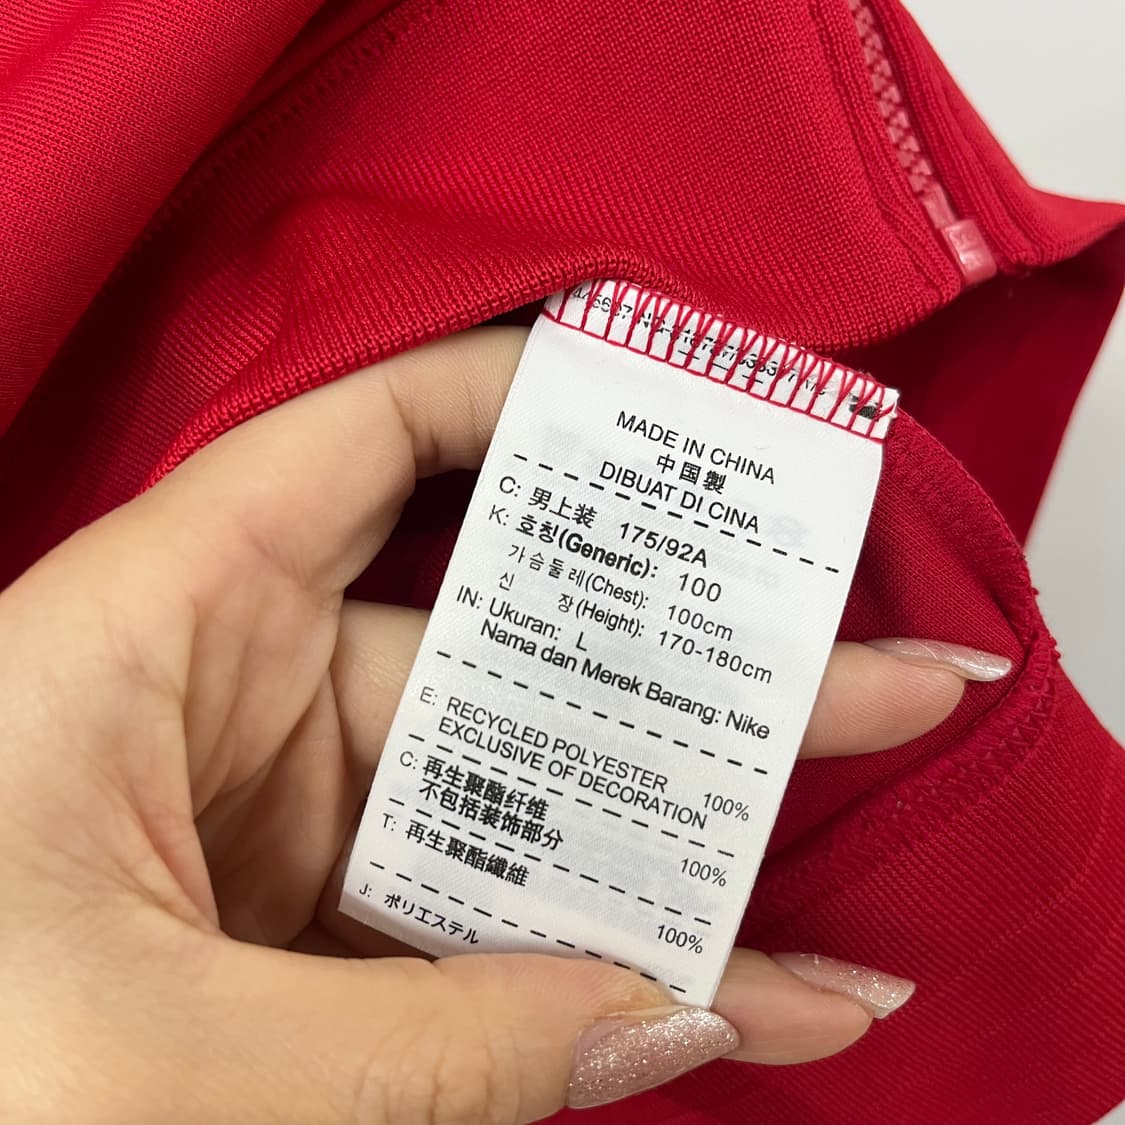 MADE IN CHINA
中国製
DIBUAT DI CINA
C: 男上装 175/92A
K: 호칭(Generic): 100
가슴둘레(Chest): 100cm
신 장(Height): 170-180cm
IN: Ukuran: L
Nama dan Merek Barang: Nike
E: RECYCLED POLYESTER 100%
EXCLUSIVE OF DECORATION
C: 再生聚酯纤维 100%
不包括装饰部分
T: 再生聚酯纖維 100%
J: ポリエステル